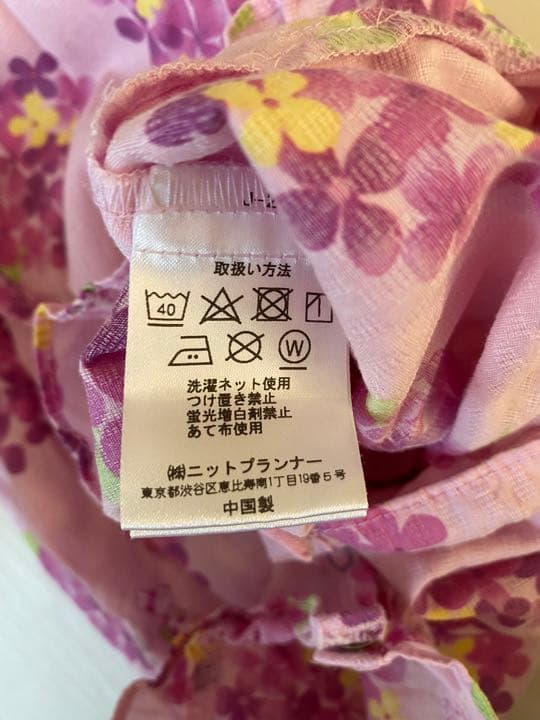 取扱い方法
40
W
洗濯ネット使用
つけ置き禁止
蛍光増白剤禁止
あて布使用
㈱ニットプランナー
東京都渋谷区恵比寿南1丁目19番5号
中国製